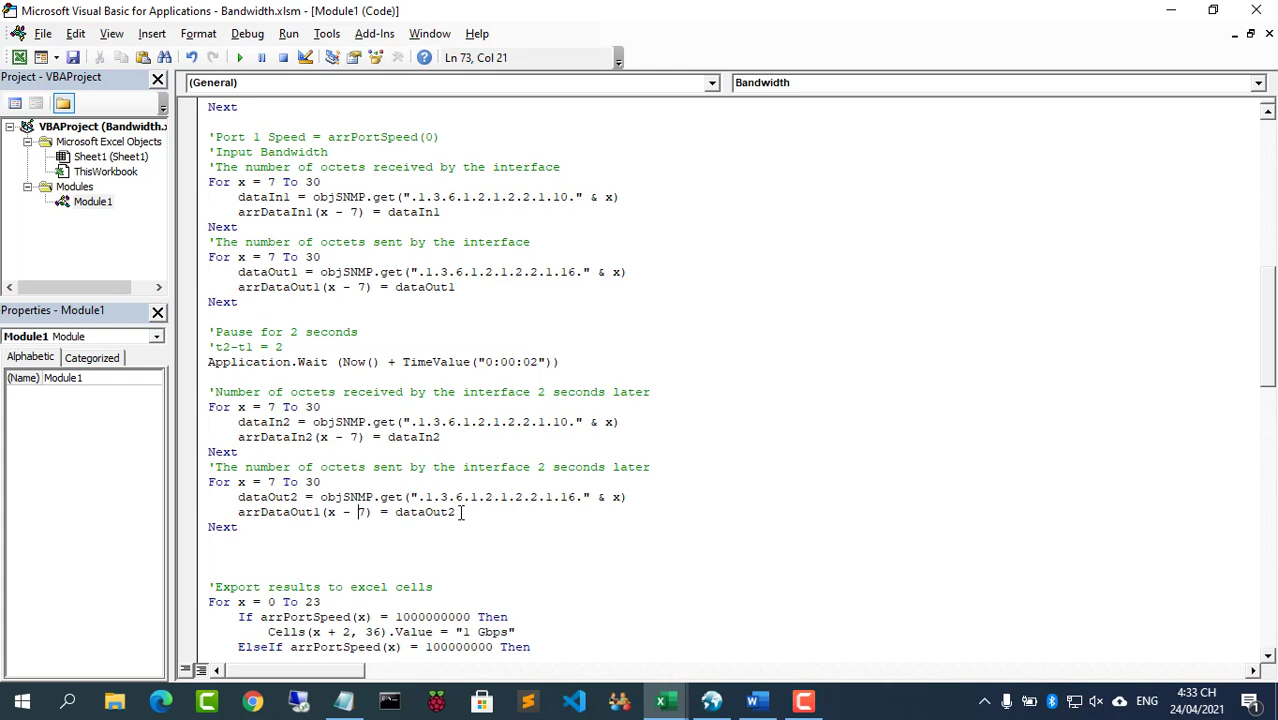 Microsoft Visual Basic for Applications - Bandwidth.xlsm - [Module1 (Code)]
File Edit View Insert Format Debug Run Tools Add-Ins Window Help
Ln 73, Col 21
Project - VBAProject
(General)
Bandwidth
VBAProject (Bandwidth.x
Microsoft Excel Objects
Sheet1 (Sheet1)
ThisWorkbook
Modules
Module1
Properties - Module1
Module1 Module
Alphabetic Categorized
(Name) Module1
Next
'Port 1 Speed = arrPortSpeed(0)
'Input Bandwidth
'The number of octets received by the interface
For x = 7 To 30
dataIn1 = objSNMP.get(".1.3.6.1.2.1.2.2.1.10." & x)
arrDataIn1(x - 7) = dataIn1
Next
'The number of octets sent by the interface
For x = 7 To 30
dataOut1 = objSNMP.get(".1.3.6.1.2.1.2.2.1.16." & x)
arrDataOut1(x - 7) = dataOut1
Next
'Pause for 2 seconds
't2-t1 = 2
Application.Wait (Now() + TimeValue("0:00:02"))
'Number of octets received by the interface 2 seconds later
For x = 7 To 30
dataIn2 = objSNMP.get(".1.3.6.1.2.1.2.2.1.10." & x)
arrDataIn2(x - 7) = dataIn2
Next
'The number of octets sent by the interface 2 seconds later
For x = 7 To 30
dataOut2 = objSNMP.get(".1.3.6.1.2.1.2.2.1.16." & x)
arrDataOut1(x - 7) = dataOut2
Next
'Export results to excel cells
For x = 0 To 23
If arrPortSpeed(x) = 1000000000 Then
Cells(x + 2, 36).Value = "1 Gbps"
ElseIf arrPortSpeed(x) = 100000000 Then
ENG
4:33 CH
24/04/2021